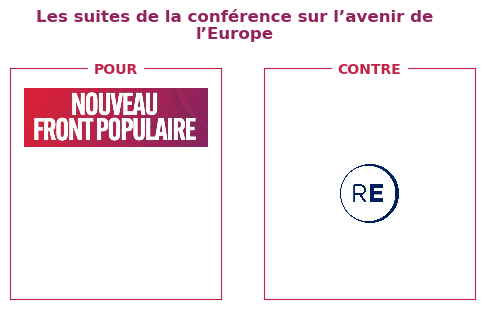 Les suites de la conférence sur l’avenir de
l’Europe
POUR
CONTRE
NOUVEAU
FRONT POPULAIRE
RE